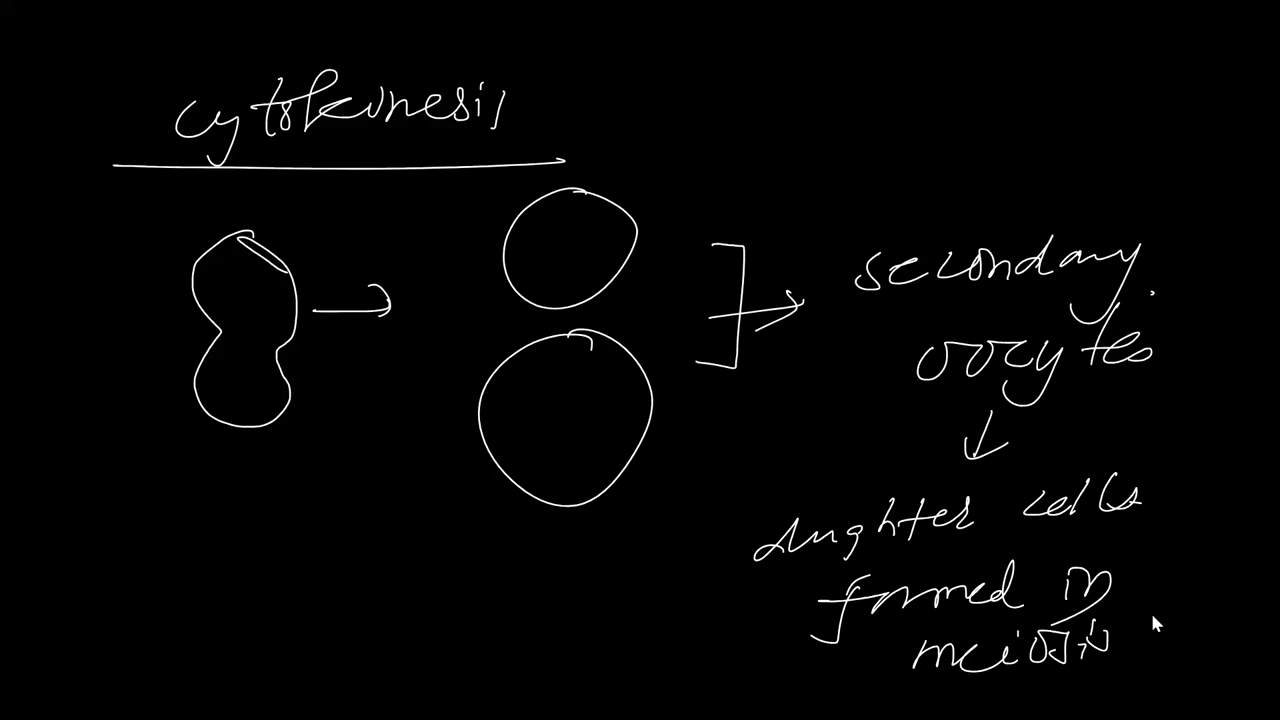 cytokinesis
secondary
oocytes
daughter cells
formed in
meiosis